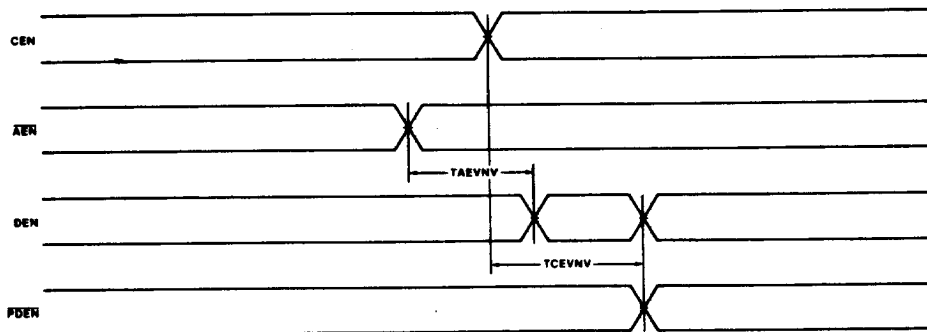 CEN
AEN
TAEVNV
DEN
TCEVNV
PDEN